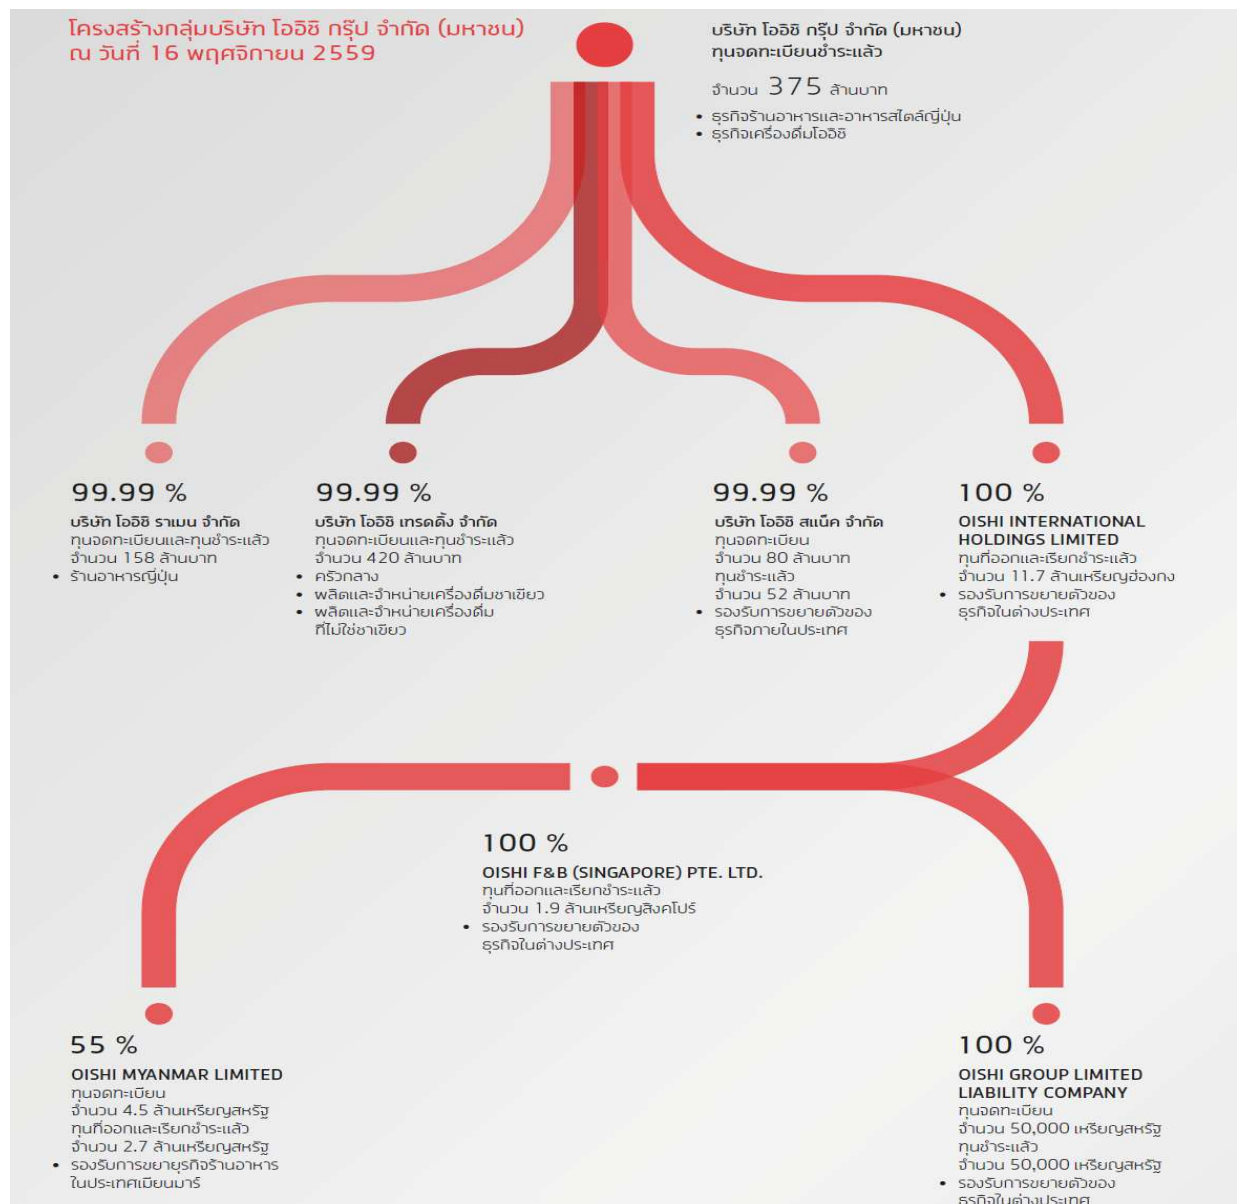 โครงสร้างกลุ่มบริษัท โออิชิ กรุ๊ป จำกัด (มหาชน)
ณ วันที่ 16 พฤศจิกายน 2559
บริษัท โออิชิ กรุ๊ป จำกัด (มหาชน)
ทุนจดทะเบียนชำระแล้ว
จำนวน 375 ล้านบาท
• ธุรกิจร้านอาหารและอาหารสไตล์ญี่ปุ่น
• ธุรกิจเครื่องดื่มโออิชิ
99.99 %
บริษัท โออิชิ ราเมน จำกัด
ทุนจดทะเบียนและทุนชำระแล้ว
จำนวน 158 ล้านบาท
• ร้านอาหารญี่ปุ่น
99.99 %
บริษัท โออิชิ เทรดดิ้ง จำกัด
ทุนจดทะเบียนและทุนชำระแล้ว
จำนวน 420 ล้านบาท
• ครัวกลาง
• ผลิตและจำหน่ายเครื่องดื่มชาเขียว
• ผลิตและจำหน่ายเครื่องดื่ม
ที่ไม่ใช่ชาเขียว
99.99 %
บริษัท โออิชิ สแน็ค จำกัด
ทุนจดทะเบียน
จำนวน 80 ล้านบาท
ทุนชำระแล้ว
จำนวน 52 ล้านบาท
• รองรับการขยายตัวของ
ธุรกิจภายในประเทศ
100 %
OISHI INTERNATIONAL
HOLDINGS LIMITED
ทุนที่ออกและเรียกชำระแล้ว
จำนวน 11.7 ล้านเหรียญฮ่องกง
• รองรับการขยายตัวของ
ธุรกิจในต่างประเทศ
100 %
OISHI F&B (SINGAPORE) PTE. LTD.
ทุนที่ออกและเรียกชำระแล้ว
จำนวน 1.9 ล้านเหรียญสิงคโปร์
• รองรับการขยายตัวของ
ธุรกิจในต่างประเทศ
55 %
OISHI MYANMAR LIMITED
ทุนจดทะเบียน
จำนวน 4.5 ล้านเหรียญสหรัฐ
ทุนที่ออกและเรียกชำระแล้ว
จำนวน 2.7 ล้านเหรียญสหรัฐ
• รองรับการขยายุรกิจร้านอาหาร
ในประเทศเมียนมาร์
100 %
OISHI GROUP LIMITED
LIABILITY COMPANY
ทุนจดทะเบียน
จำนวน 50,000 เหรียญสหรัฐ
ทุนชำระแล้ว
จำนวน 50,000 เหรียญสหรัฐ
• รองรับการขยายตัวของ
ธุรกิจในต่างประเทศ